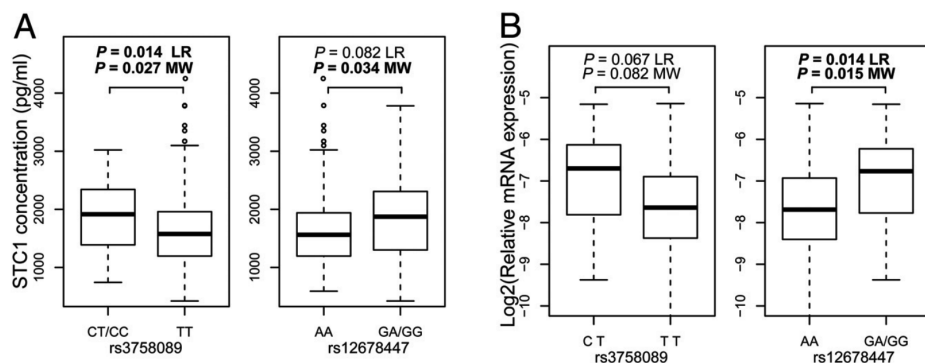 A
P = 0.014 LR
P = 0.027 MW
STC1 concentration (pg/ml)
4000
3000
2000
1000
CT/CC TT
rs3758089
P = 0.082 LR
P = 0.034 MW
4000
3000
2000
1000
AA GA/GG
rs12678447
B
P = 0.067 LR
P = 0.082 MW
Log2(Relative mRNA expression)
-5
-6
-7
-8
-9
-10
C T T T
rs3758089
P = 0.014 LR
P = 0.015 MW
-5
-6
-7
-8
-9
-10
AA GA/GG
rs12678447